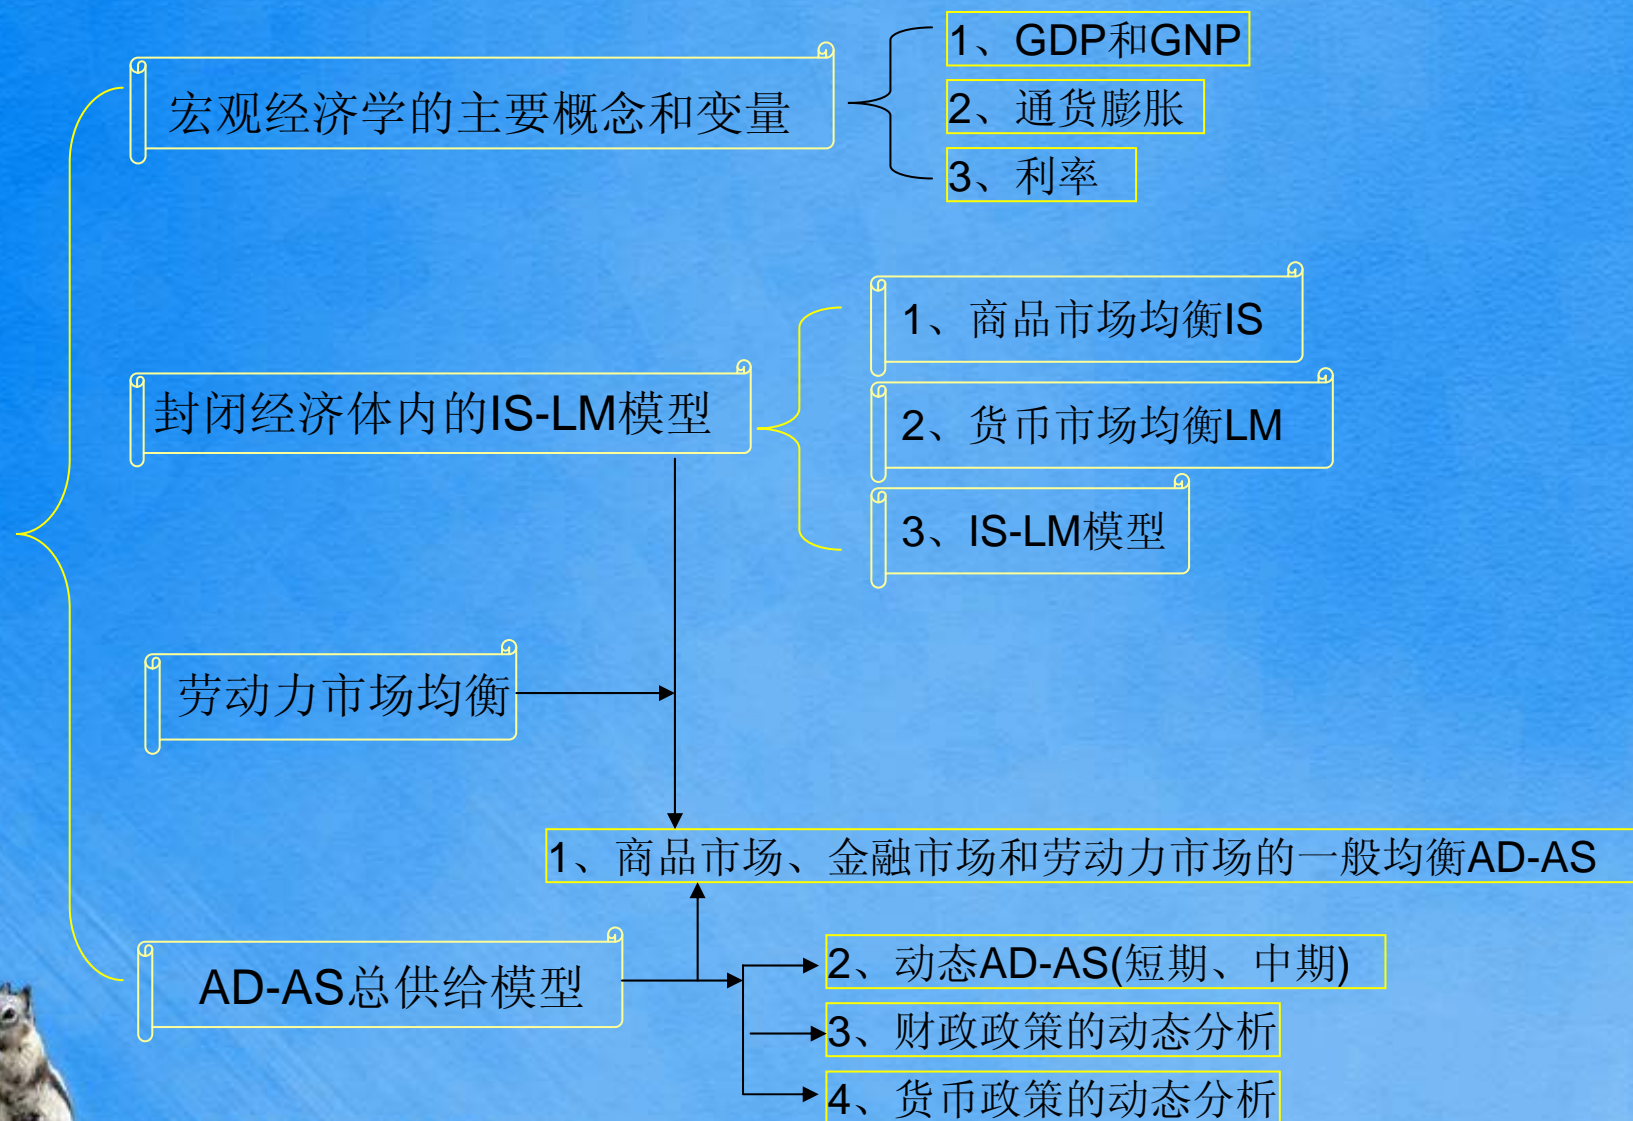 宏观经济学的主要概念和变量
1、GDP和GNP
2、通货膨胀
3、利率
封闭经济体内的IS-LM模型
1、商品市场均衡IS
2、货币市场均衡LM
3、IS-LM模型
劳动力市场均衡
1、商品市场、金融市场和劳动力市场的一般均衡AD-AS
AD-AS总供给模型
2、动态AD-AS(短期、中期)
3、财政政策的动态分析
4、货币政策的动态分析